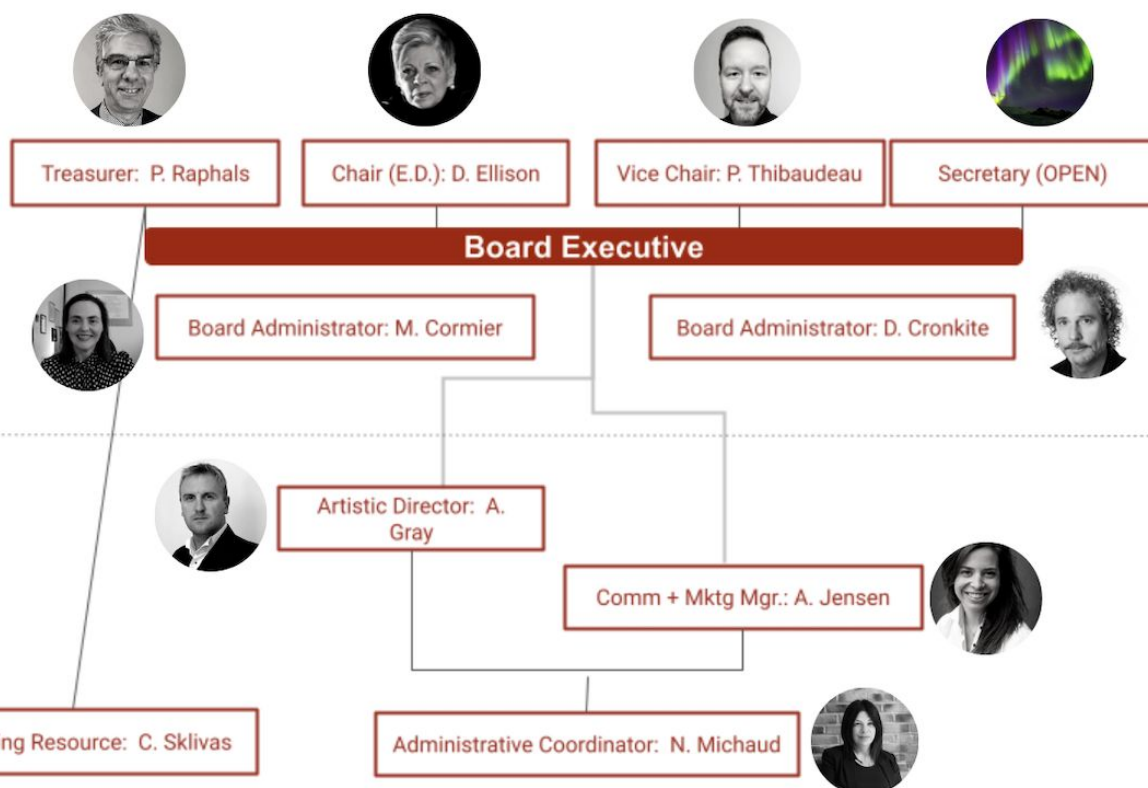 Treasurer: P. Raphals
Chair (E.D.): D. Ellison
Vice Chair: P. Thibaudeau
Secretary (OPEN)
Board Executive
Board Administrator: M. Cormier
Board Administrator: D. Cronkite
Artistic Director: A.
Gray
Comm + Mktg Mgr.: A. Jensen
ng Resource: C. Sklivas
Administrative Coordinator: N. Michaud